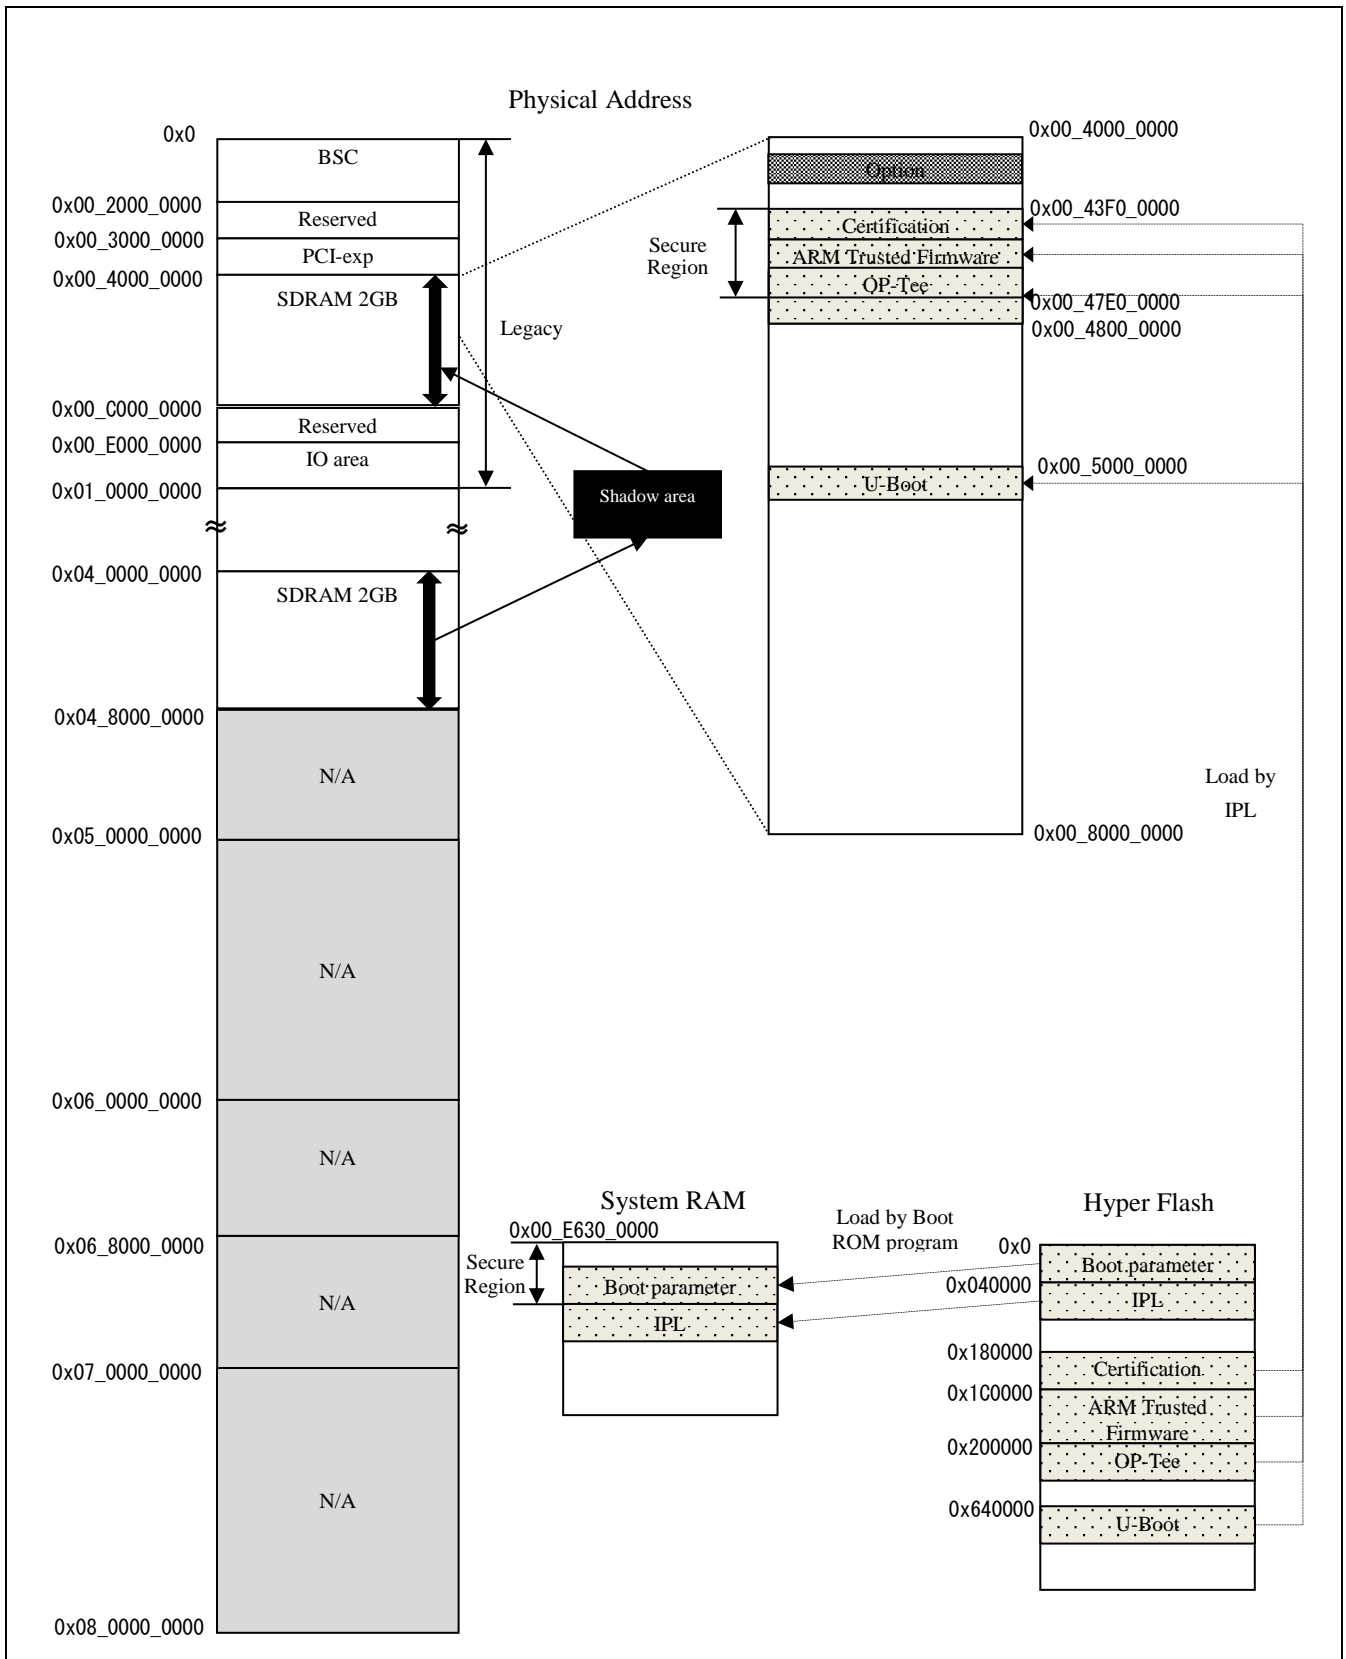 Physical Address
0x0
BSC
0x00_2000_0000
Reserved
0x00_3000_0000
PCI-exp
0x00_4000_0000
SDRAM 2GB
Legacy
0x00_C000_0000
Reserved
0x00_E000_0000
IO area
0x01_0000_0000
Shadow area
0x04_0000_0000
SDRAM 2GB
0x04_8000_0000
N/A
0x05_0000_0000
N/A
0x06_0000_0000
N/A
0x06_8000_0000
N/A
0x07_0000_0000
N/A
0x08_0000_0000
0x00_4000_0000
Option
0x00_43F0_0000
Secure
Region
Certification
ARM Trusted Firmware
OP-Tee
0x00_47E0_0000
0x00_4800_0000
0x00_5000_0000
U-Boot
Load by
IPL
0x00_8000_0000
System RAM
0x00_E630_0000
Secure
Region
Boot parameter
IPL
Load by Boot
ROM program
Hyper Flash
0x0
Boot parameter
0x040000
IPL
0x180000
Certification
0x1C0000
ARM Trusted
Firmware
0x200000
OP-Tee
0x640000
U-Boot